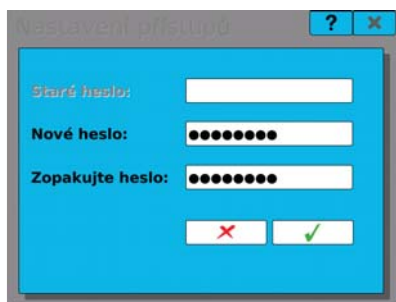 Nastavení přístupů
?
Staré heslo:
Nové heslo: ●●●●●●●●
Zopakujte heslo: ●●●●●●●●